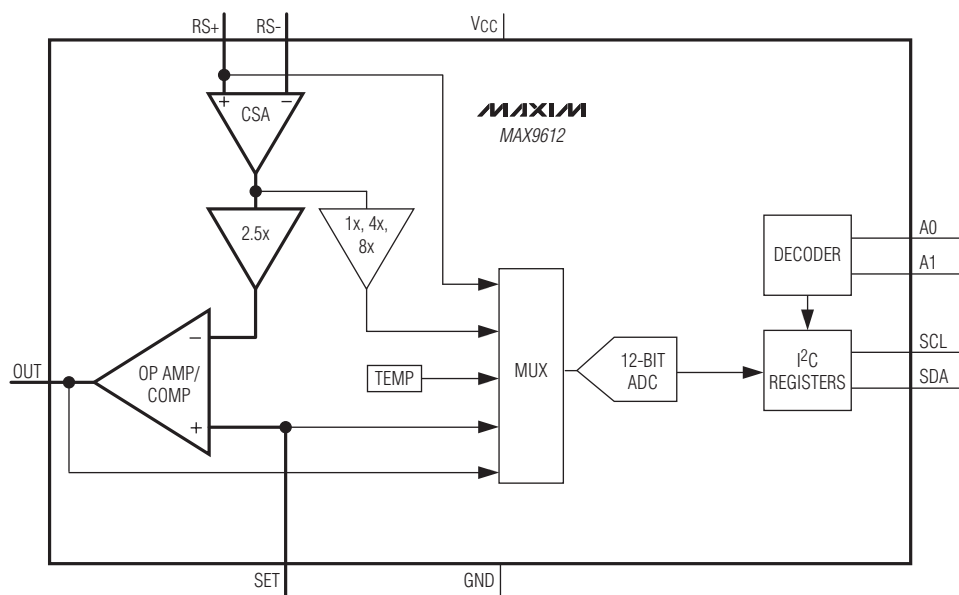 RS+ RS- VCC
+ − CSA
MAXIM
MAX9612
2.5x
1x, 4x,
8x
DECODER
A0
A1
− 
OUT
OP AMP/
COMP
+
TEMP
MUX
12-BIT
ADC
I²C
REGISTERS
SCL
SDA
SET GND